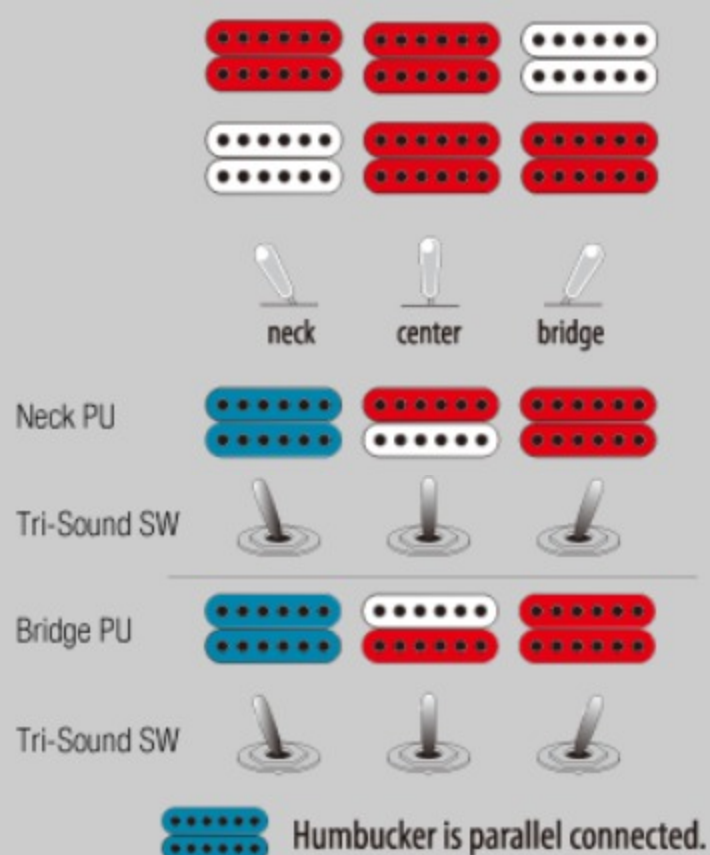 neck center bridge
Neck PU
Tri-Sound SW
Bridge PU
Tri-Sound SW
Humbucker is parallel connected.